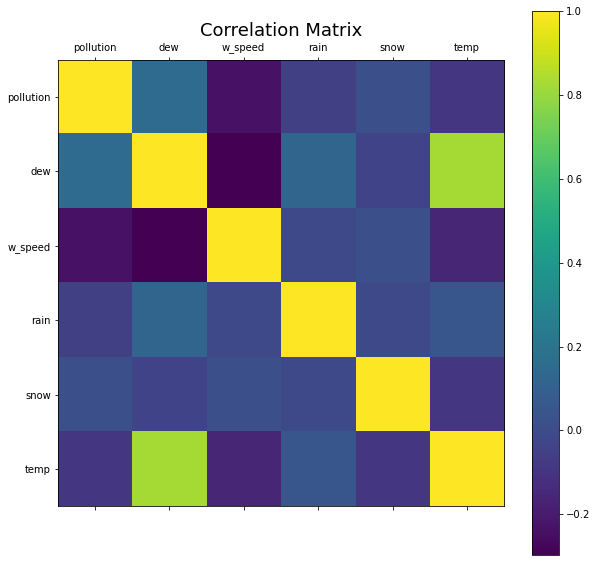 Correlation Matrix
pollution dew w_speed rain snow temp
pollution
dew
w_speed
rain
snow
temp
1.0
0.8
0.6
0.4
0.2
0.0
−0.2